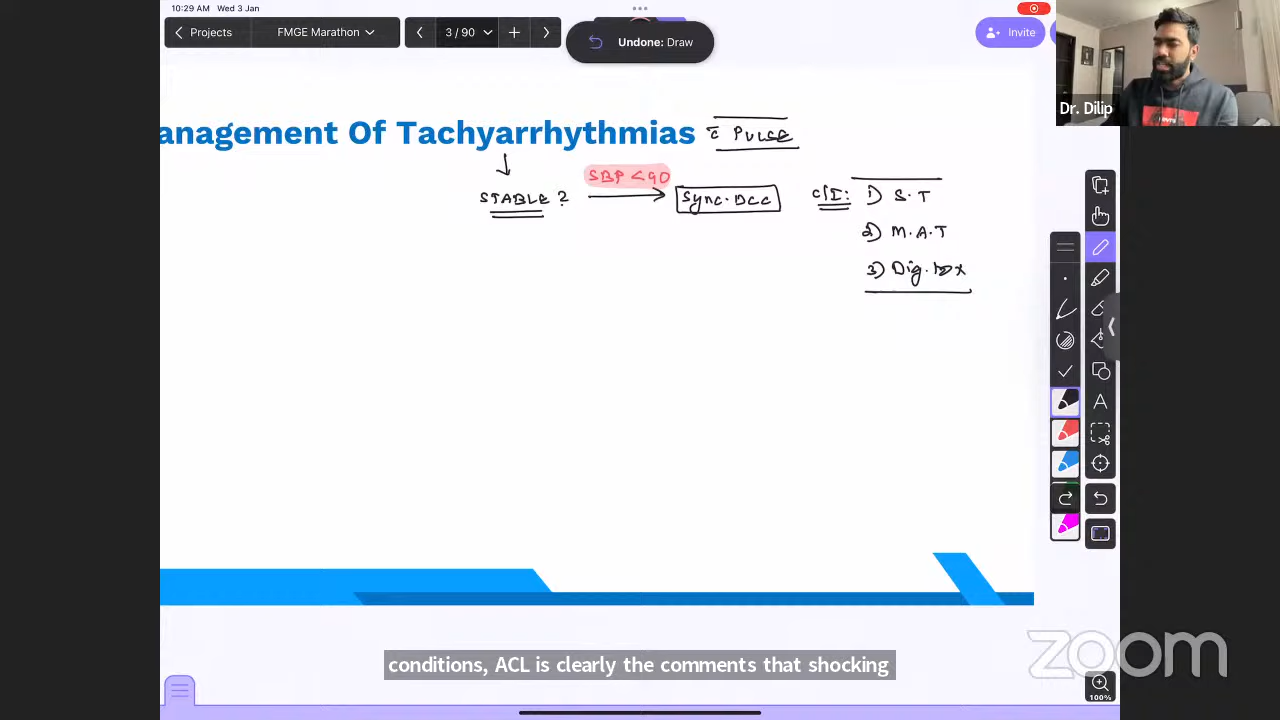 10:29 AM Wed 3 Jan
Projects
FMGE Marathon
3 / 90
Undone: Draw
Invite
Dr. Dilip
anagement Of Tachyarrhythmias c̄ PULSE
STABLE ?
SBP <90
Sync. DCC
C/I: 1) S.T
2) M.A.T
3) Dig. tox
A
conditions, ACL is clearly the comments that shocking
zoom
100%